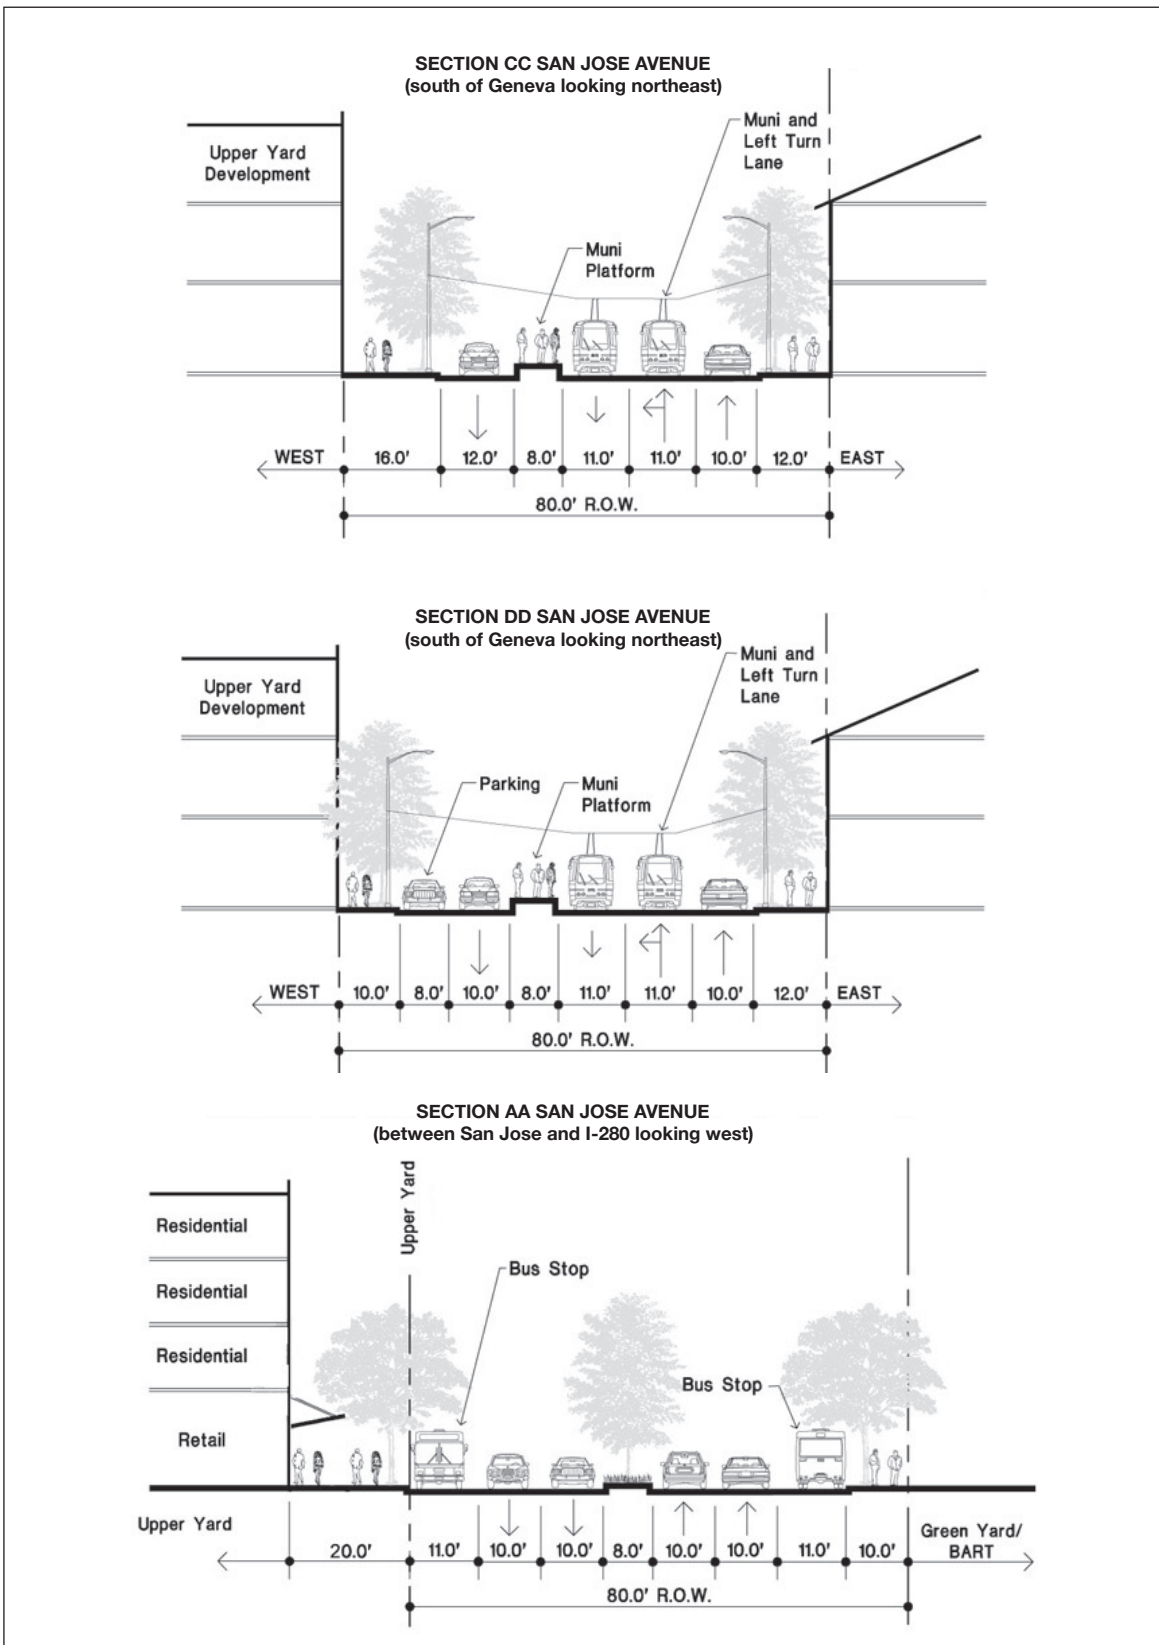 SECTION CC SAN JOSE AVENUE
(south of Geneva looking northeast)
Upper Yard
Development
Muni and
Left Turn
Lane
Muni
Platform
WEST 16.0' 12.0' 8.0' 11.0' 11.0' 10.0' 12.0' EAST
80.0' R.O.W.
SECTION DD SAN JOSE AVENUE
(south of Geneva looking northeast)
Upper Yard
Development
Muni and
Left Turn
Lane
Parking
Muni
Platform
WEST 10.0' 8.0' 10.0' 8.0' 11.0' 11.0' 10.0' 12.0' EAST
80.0' R.O.W.
SECTION AA SAN JOSE AVENUE
(between San Jose and I-280 looking west)
Upper Yard
Residential
Residential
Residential
Retail
Bus Stop
Bus Stop
Upper Yard
Green Yard/
BART
20.0' 11.0' 10.0' 10.0' 8.0' 10.0' 10.0' 11.0' 10.0'
80.0' R.O.W.